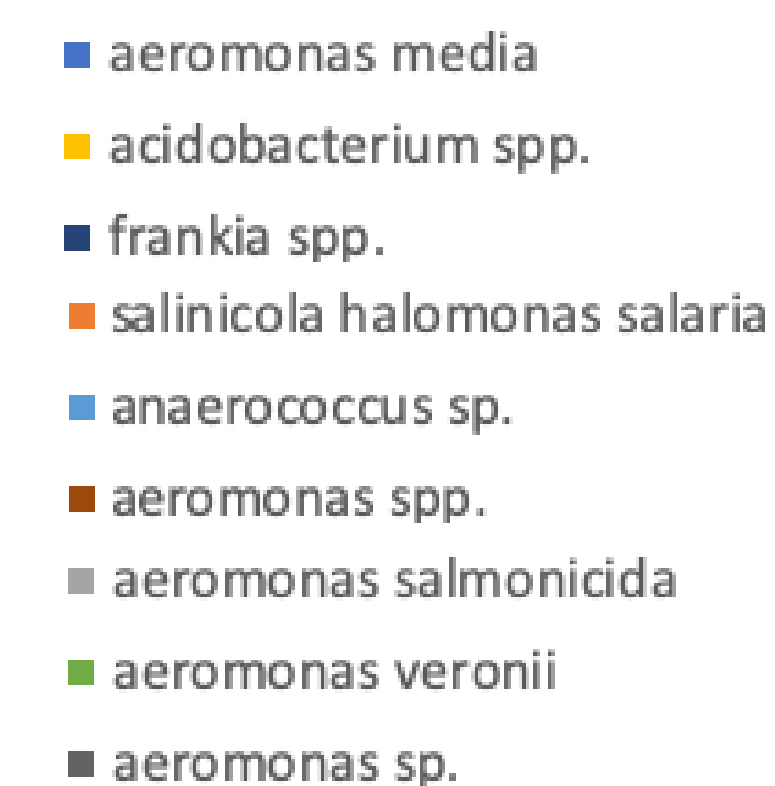 aeromonas media
acidobacterium spp.
frankia spp.
salinicola halomonas salaria
anaerococcus sp.
aeromonas spp.
aeromonas salmonicida
aeromonas veronii
aeromonas sp.